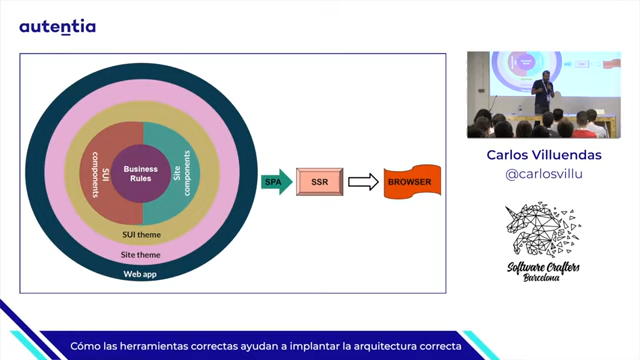 autentia
SUI
components
Business
Rules
Site
components
SUI theme
Site theme
Web app
SPA
SSR
BROWSER
Carlos Villuendas
@carlosvillu
Software Crafters
Barcelona
Cómo las herramientas correctas ayudan a implantar la arquitectura correcta